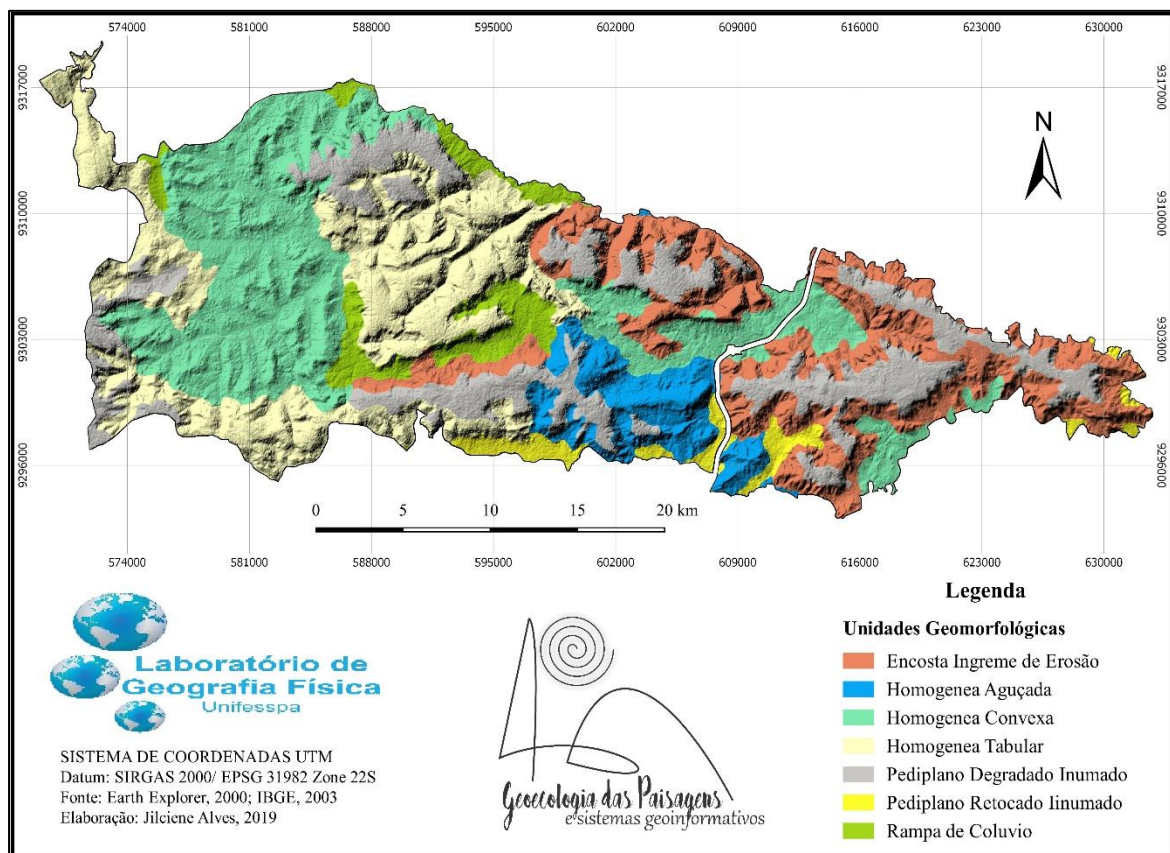 574000 581000 588000 595000 602000 609000 616000 623000 630000
9317000 9317000
N
9310000 9310000
9303000 9303000
9296000 9296000
0 5 10 15 20 km
574000 581000 588000 595000 602000 609000 616000 623000 630000
Laboratório de
Geografia Física
Unifesspa
SISTEMA DE COORDENADAS UTM
Datum: SIRGAS 2000/ EPSG 31982 Zone 22S
Fonte: Earth Explorer, 2000; IBGE, 2003
Elaboração: Jilciene Alves, 2019
Geoecologia das Paisagens
e sistemas geoinformativos
Legenda
Unidades Geomorfológicas
Encosta Ingreme de Erosão
Homogenea Aguçada
Homogenea Convexa
Homogenea Tabular
Pediplano Degradado Inumado
Pediplano Retocado Iinumado
Rampa de Coluvio